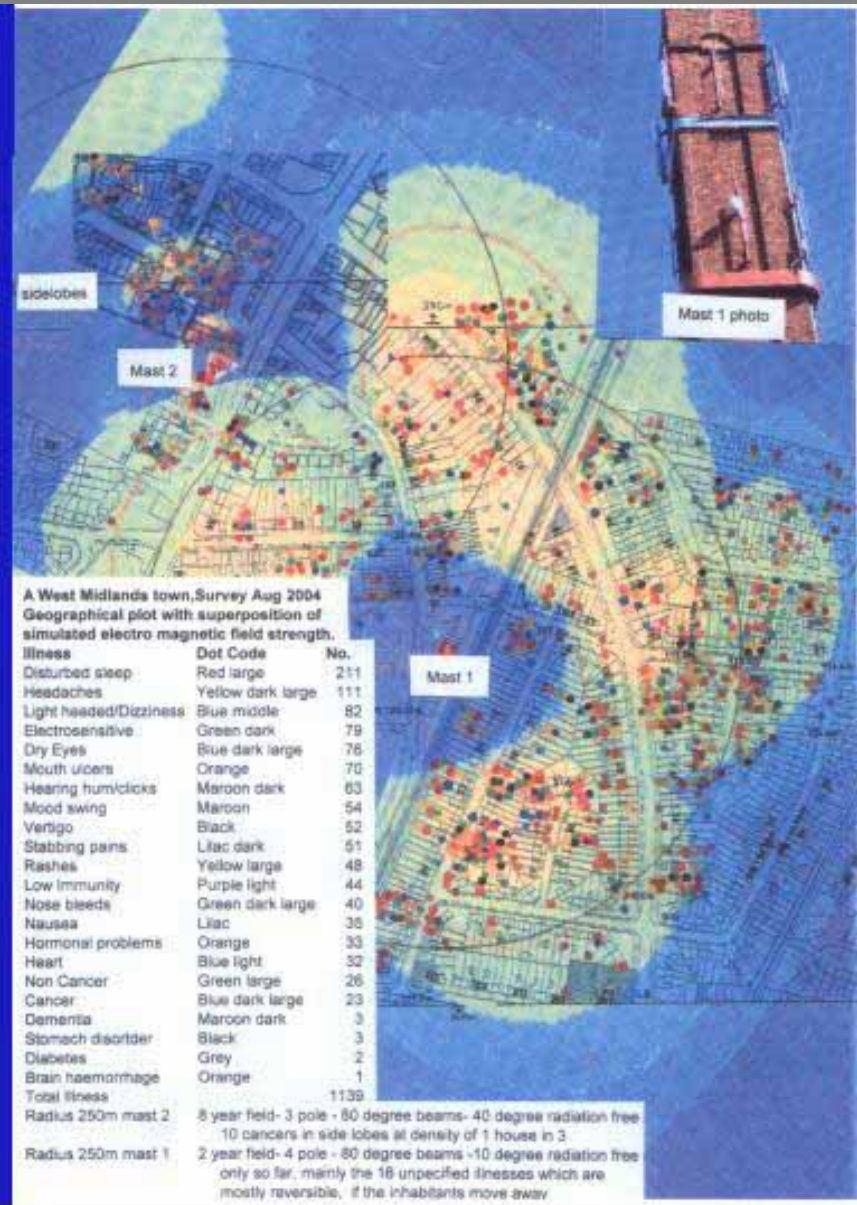 sidelobes
Mast 2
Mast 1 photo
Mast 1
A West Midlands town,Survey Aug 2004
Geographical plot with superposition of
simulated electro magnetic field strength.
Illness Dot Code No.
Disturbed sleep Red large 211
Headaches Yellow dark large 111
Light headed/Dizziness Blue middle 82
Electrosensitive Green dark 79
Dry Eyes Blue dark large 76
Mouth ulcers Orange 70
Hearing hum/clicks Maroon dark 63
Mood swing Maroon 54
Vertigo Black 52
Stabbing pains Lilac dark 51
Rashes Yellow large 48
Low Immunity Purple light 44
Nose bleeds Green dark large 40
Nausea Lilac
Hormonal problems Orange 33
Heart Blue light 32
Non Cancer Green large 26
Cancer Blue dark large 23
Dementia Maroon dark 3
Stomach disortder Black 3
Diabetes Grey 2
Brain haemorrhage Orange 1
Total Illness 1139
Radius 250m mast 2 8 year field- 3 pole - 80 degree beams- 40 degree radiation free
10 cancers in side lobes at density of 1 house in 3
Radius 250m mast 1 2 year field- 4 pole - 80 degree beams -10 degree radiation free
only so far, mainly the 18 unpecified illnesses which are
mostly reversible, if the inhabitants move away